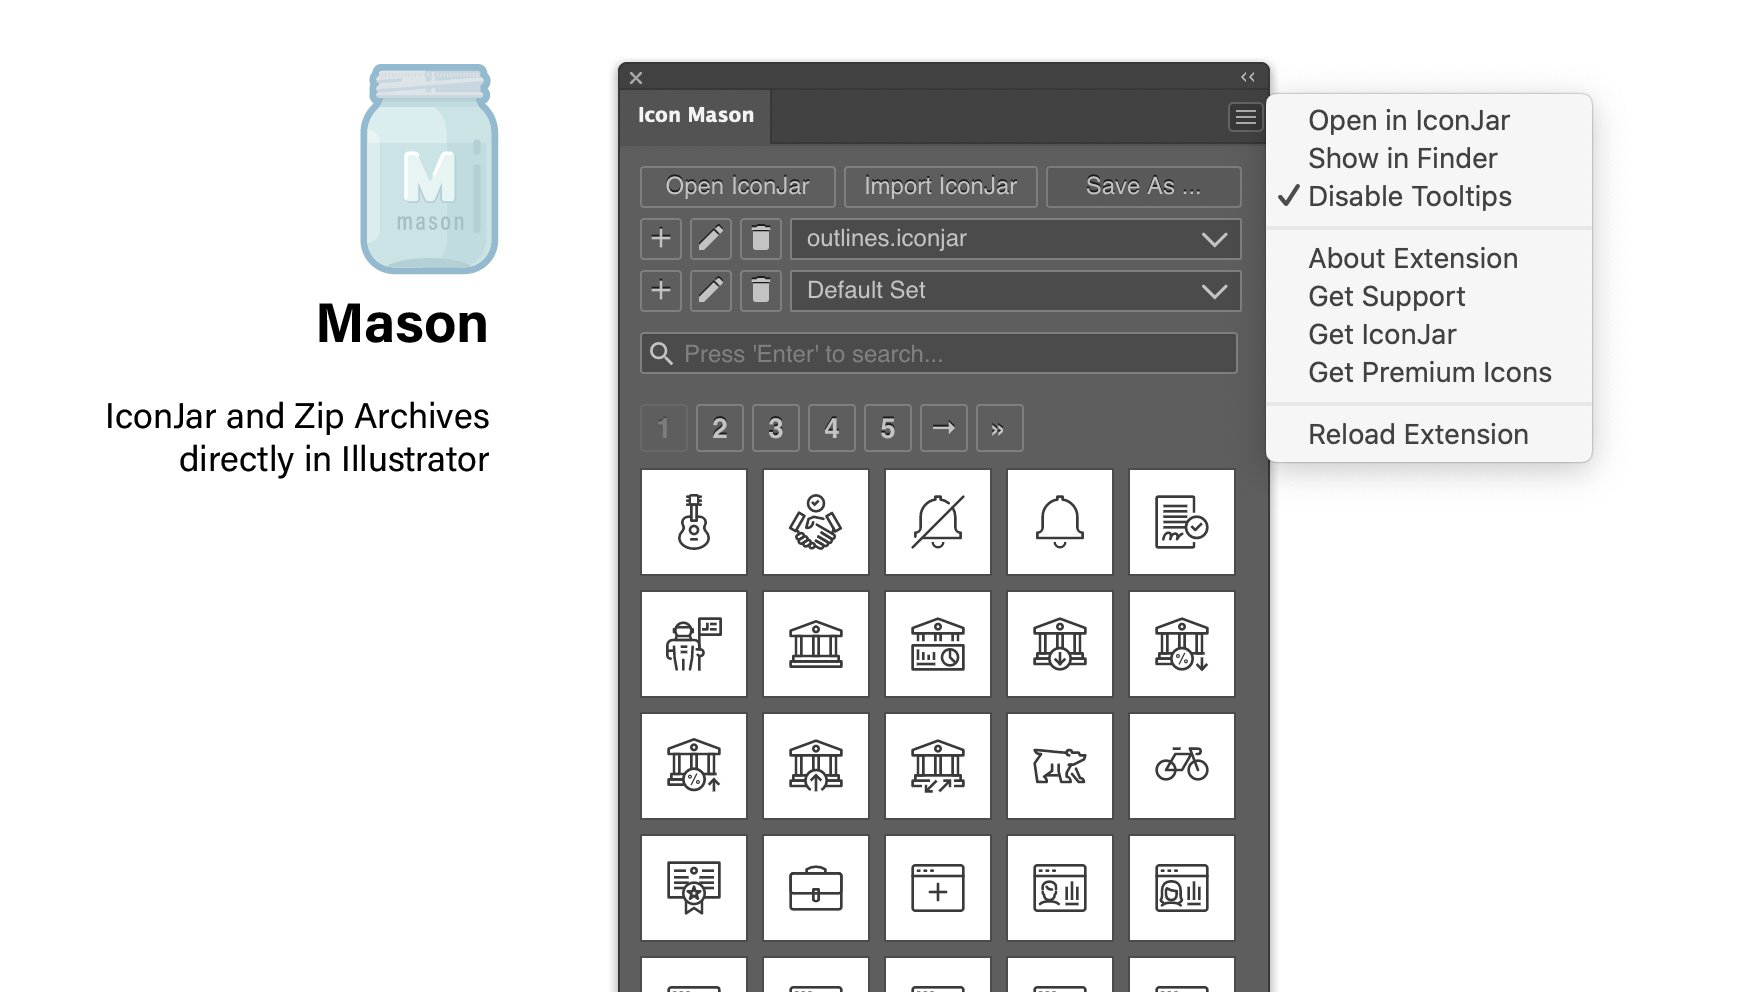 M
mason
Mason
IconJar and Zip Archives
directly in Illustrator
Icon Mason
Open IconJar
Import IconJar
Save As ...
outlines.iconjar
Default Set
Press 'Enter' to search...
1 2 3 4 5 → »
Open in IconJar
Show in Finder
✓ Disable Tooltips
About Extension
Get Support
Get IconJar
Get Premium Icons
Reload Extension